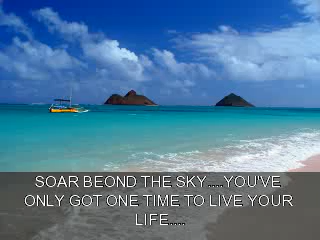 SOAR BEOND THE SKY....YOU'VE
ONLY GOT ONE TIME TO LIVE YOUR
LIFE....